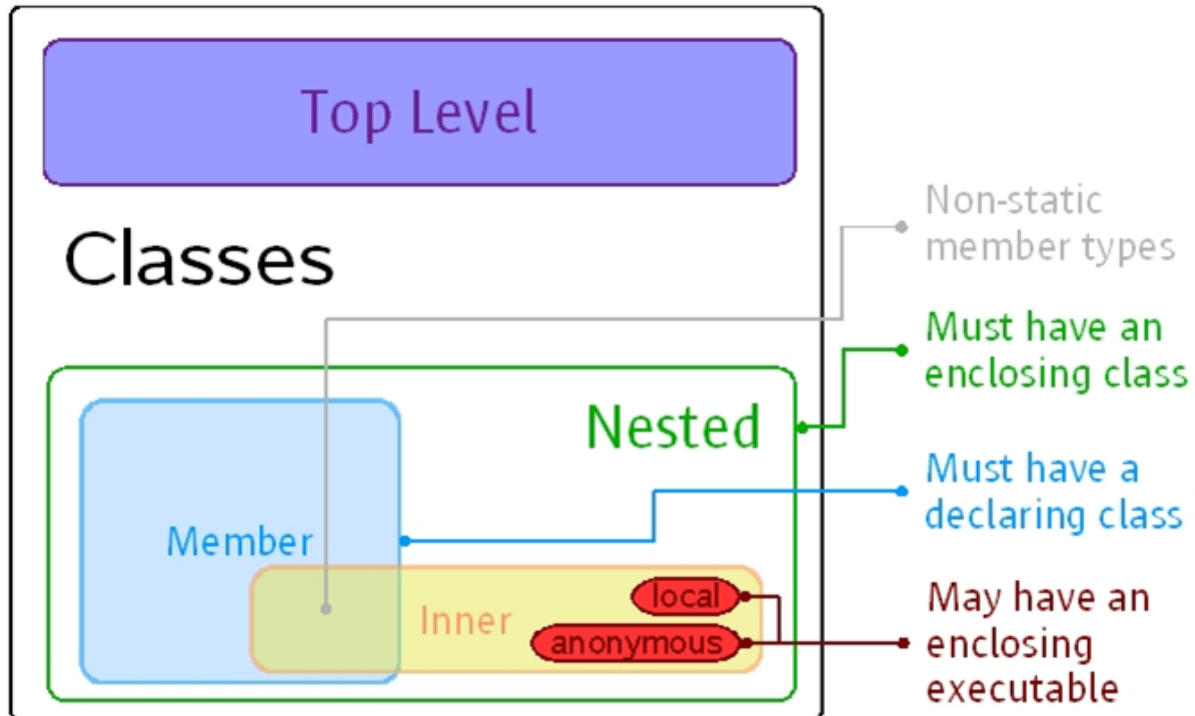 Top Level
Classes
Non-static
member types
Must have an
enclosing class
Nested
Must have a
declaring class
Member
Inner
local
anonymous
May have an
enclosing
executable